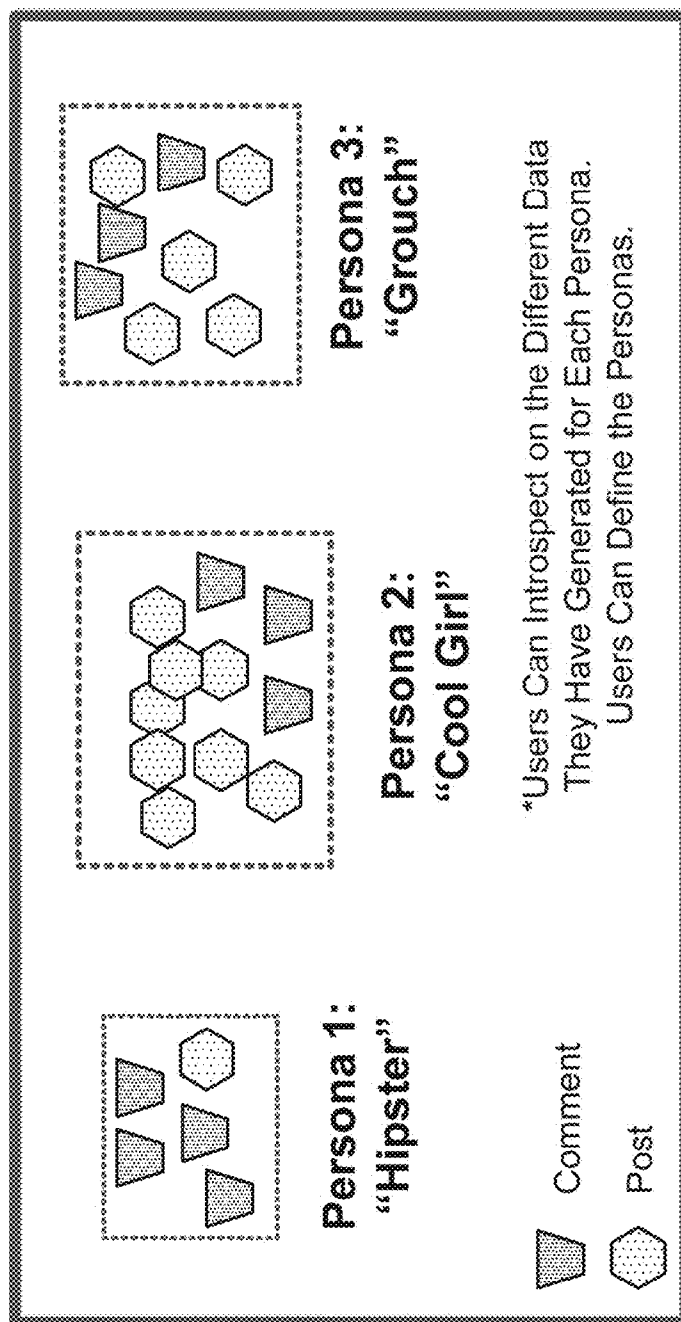 Persona 1:
“Hipster”
Persona 2:
“Cool Girl”
Persona 3:
“Grouch”
Comment
Post
*Users Can Introspect on the Different Data
They Have Generated for Each Persona.
Users Can Define the Personas.